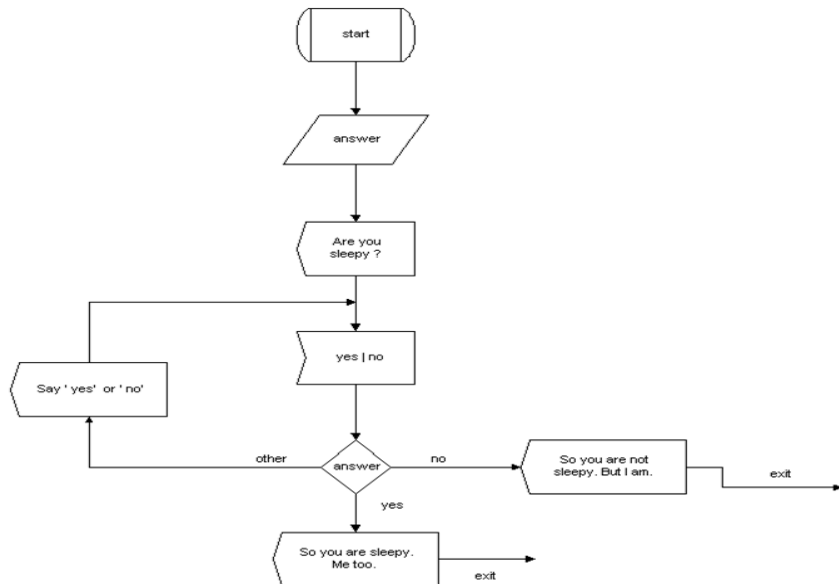 start
answer
Are you
sleepy ?
yes | no
Say ' yes'  or ' no'
other
answer
no
So you are not
sleepy. But I am.
exit
yes
So you are sleepy.
Me too.
exit